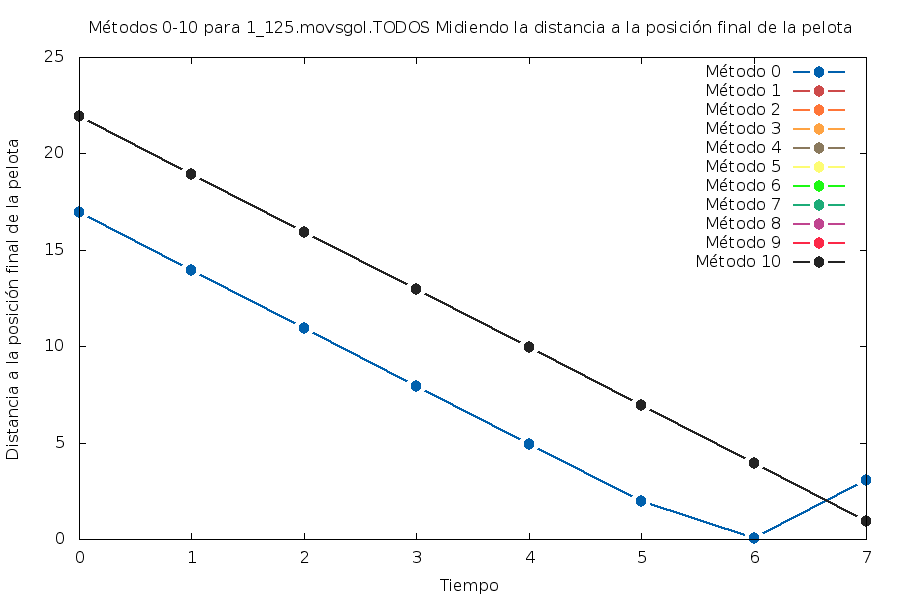 Métodos 0-10 para 1_125.movsgol.TODOS Midiendo la distancia a la posición final de la pelota
25
20
15
10
5
0
Distancia a la posición final de la pelota
Método 0
Método 1
Método 2
Método 3
Método 4
Método 5
Método 6
Método 7
Método 8
Método 9
Método 10
0 1 2 3 4 5 6 7
Tiempo